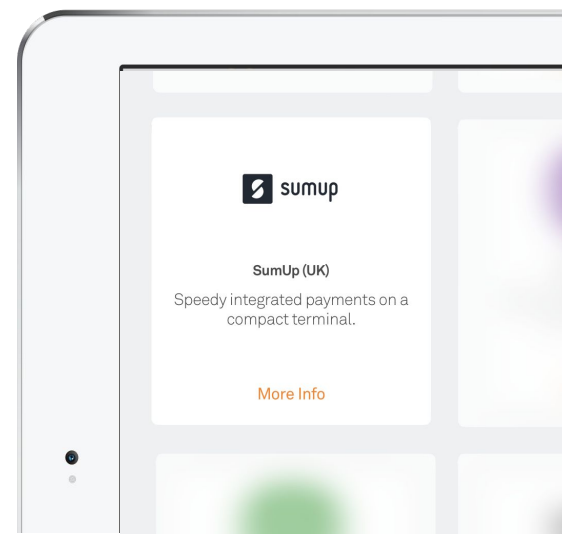 sumup
SumUp (UK)
Speedy integrated payments on a
compact terminal.
More Info